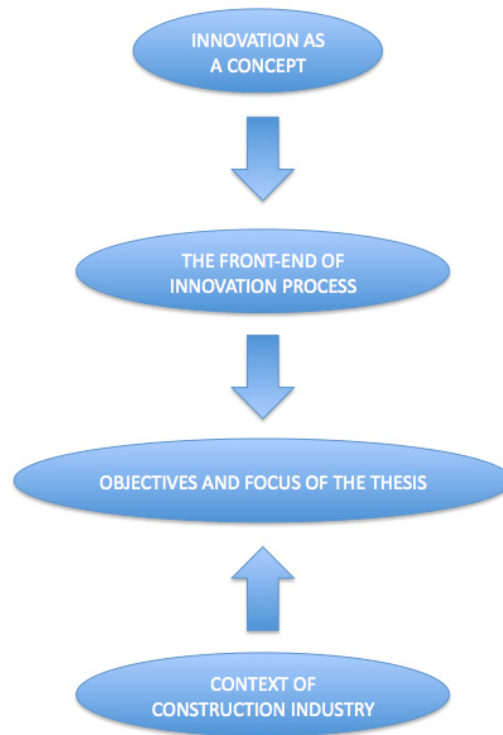 INNOVATION AS
A CONCEPT
THE FRONT-END OF
INNOVATION PROCESS
OBJECTIVES AND FOCUS OF THE THESIS
CONTEXT OF
CONSTRUCTION INDUSTRY